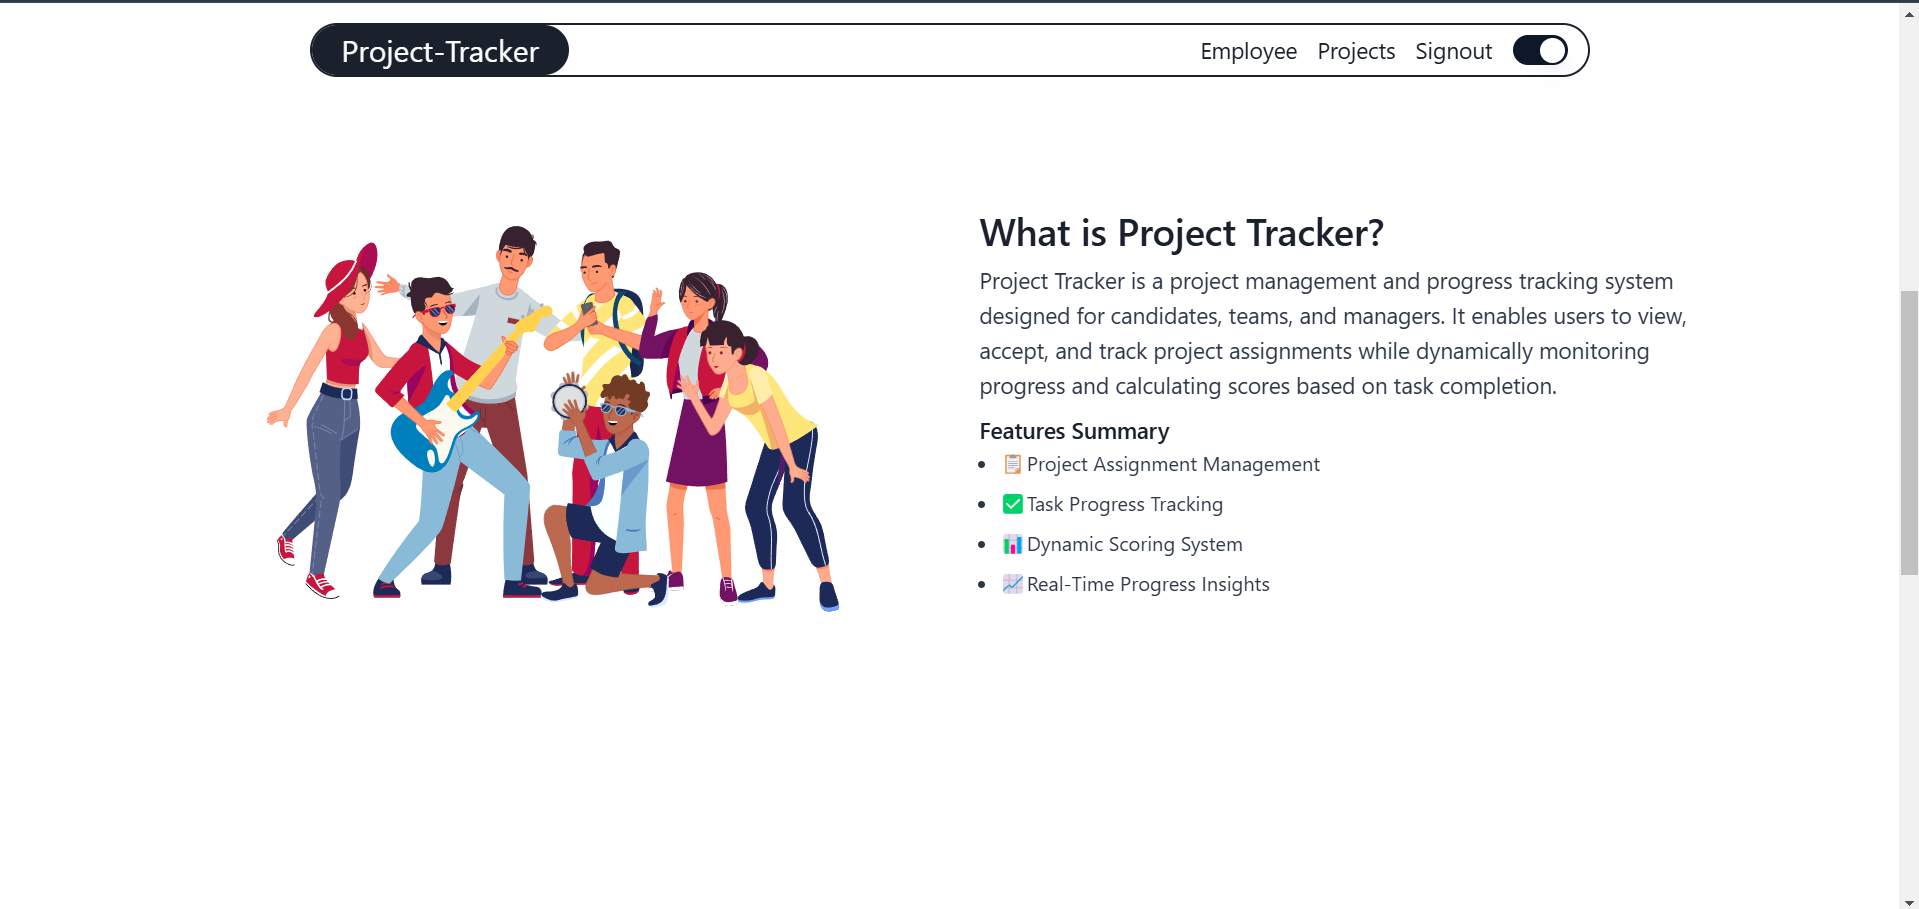 Project-Tracker
Employee Projects Signout
What is Project Tracker?
Project Tracker is a project management and progress tracking system
designed for candidates, teams, and managers. It enables users to view,
accept, and track project assignments while dynamically monitoring
progress and calculating scores based on task completion.
Features Summary
• 📋 Project Assignment Management
• ✅ Task Progress Tracking
• 📊 Dynamic Scoring System
• 📈 Real-Time Progress Insights